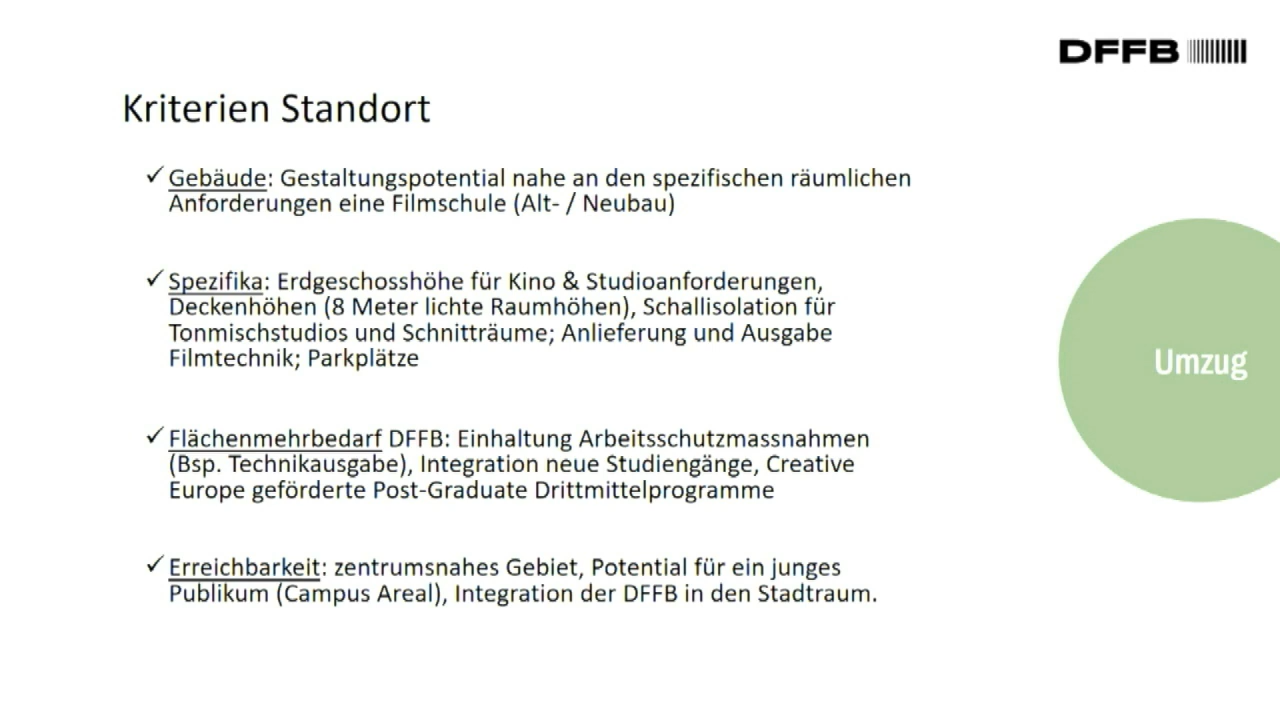 DFFB
Kriterien Standort
✓ Gebäude: Gestaltungspotential nahe an den spezifischen räumlichen
Anforderungen eine Filmschule (Alt- / Neubau)
✓ Spezifika: Erdgeschosshöhe für Kino & Studioanforderungen,
Deckenhöhen (8 Meter lichte Raumhöhen), Schallisolation für
Tonmischstudios und Schnitträume; Anlieferung und Ausgabe
Filmtechnik; Parkplätze
✓ Flächenmehrbedarf DFFB: Einhaltung Arbeitsschutzmassnahmen
(Bsp. Technikausgabe), Integration neue Studiengänge, Creative
Europe geförderte Post-Graduate Drittmittelprogramme
✓ Erreichbarkeit: zentrumsnahes Gebiet, Potential für ein junges
Publikum (Campus Areal), Integration der DFFB in den Stadtraum.
Umzug